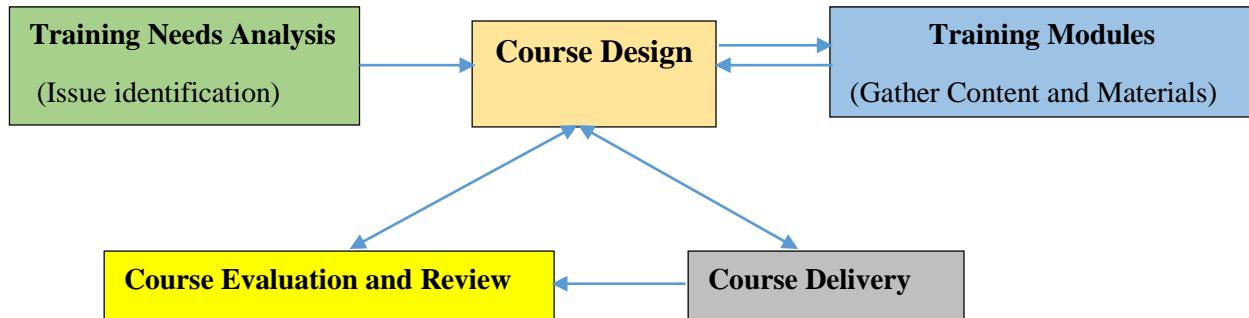 Training Needs Analysis
(Issue identification)
Course Design
Training Modules
(Gather Content and Materials)
Course Evaluation and Review
Course Delivery